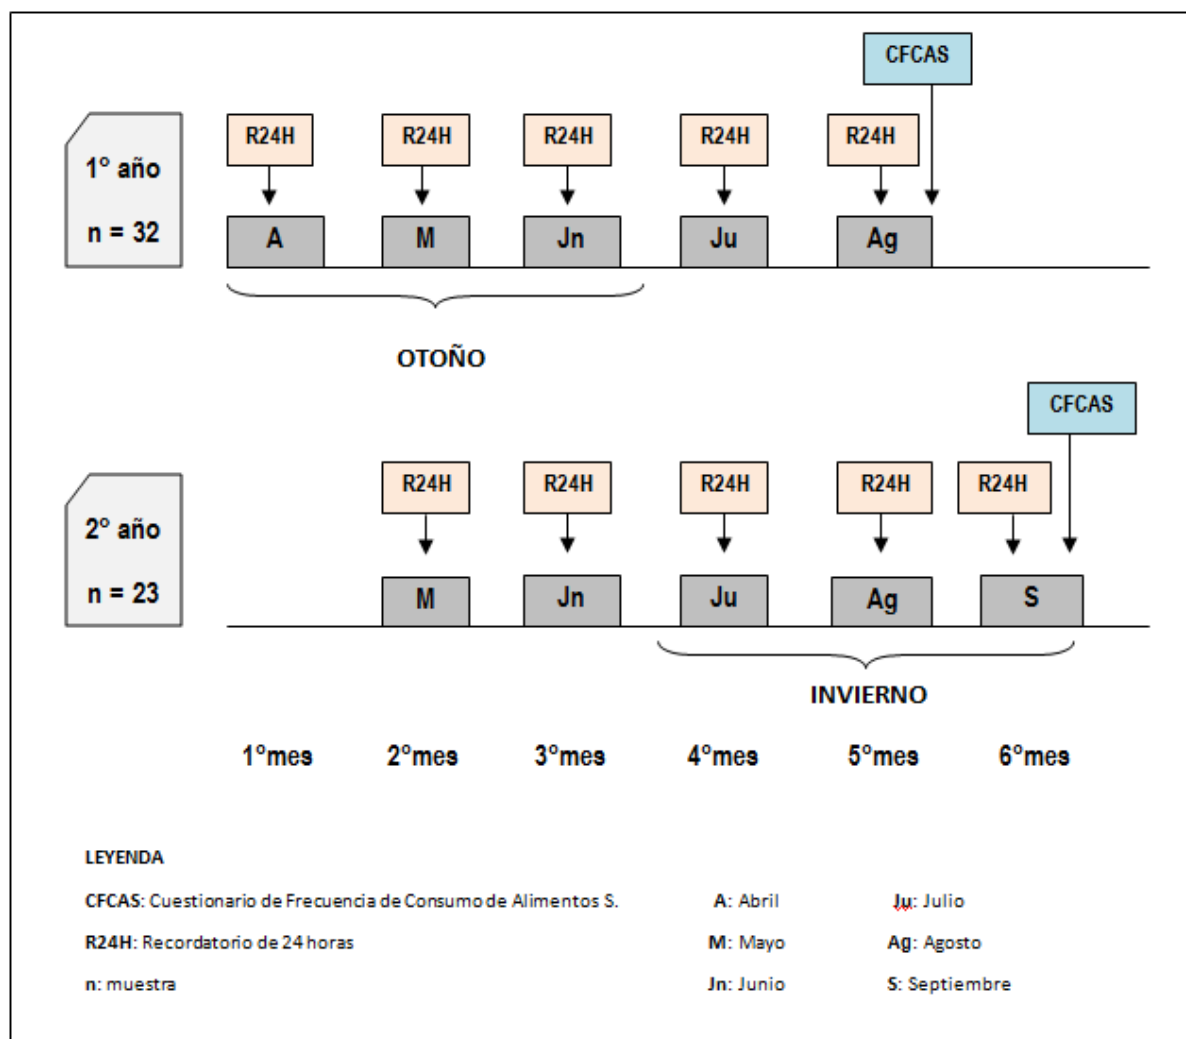 CFCAS
R24H R24H R24H R24H R24H
1° año
n = 32
A M Jn Ju Ag
OTOÑO
CFCAS
R24H R24H R24H R24H R24H
2° año
n = 23
M Jn Ju Ag S
INVIERNO
1°mes 2°mes 3°mes 4°mes 5°mes 6°mes
LEYENDA
CFCAS: Cuestionario de Frecuencia de Consumo de Alimentos S. A: Abril Ju: Julio
R24H: Recordatorio de 24 horas M: Mayo Ag: Agosto
n: muestra Jn: Junio S: Septiembre